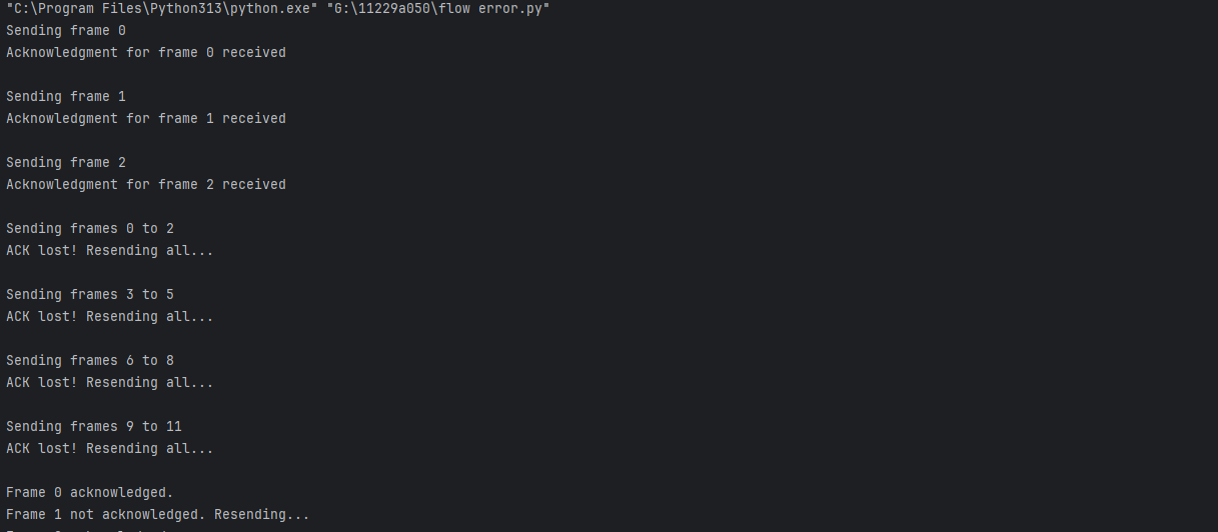 "C:\Program Files\Python313\python.exe" "G:\11229a050\flow error.py"
Sending frame 0
Acknowledgment for frame 0 received
Sending frame 1
Acknowledgment for frame 1 received
Sending frame 2
Acknowledgment for frame 2 received
Sending frames 0 to 2
ACK lost! Resending all...
Sending frames 3 to 5
ACK lost! Resending all...
Sending frames 6 to 8
ACK lost! Resending all...
Sending frames 9 to 11
ACK lost! Resending all...
Frame 0 acknowledged.
Frame 1 not acknowledged. Resending...